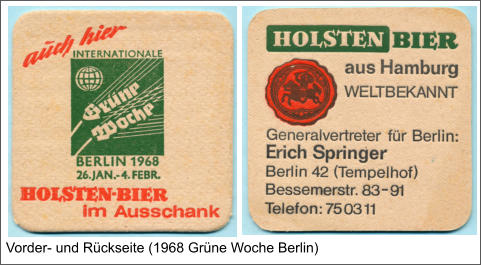 auch hier
INTERNATIONALE
Grüne
Woche
BERLIN 1968
26.JAN.-4.FEBR.
HOLSTEN-BIER
im Ausschank
HOLSTEN BIER
aus Hamburg
WELTBEKANNT
Generalvertreter für Berlin:
Erich Springer
Berlin 42 (Tempelhof)
Bessemerstr. 83-91
Telefon: 750311
Vorder- und Rückseite (1968 Grüne Woche Berlin)